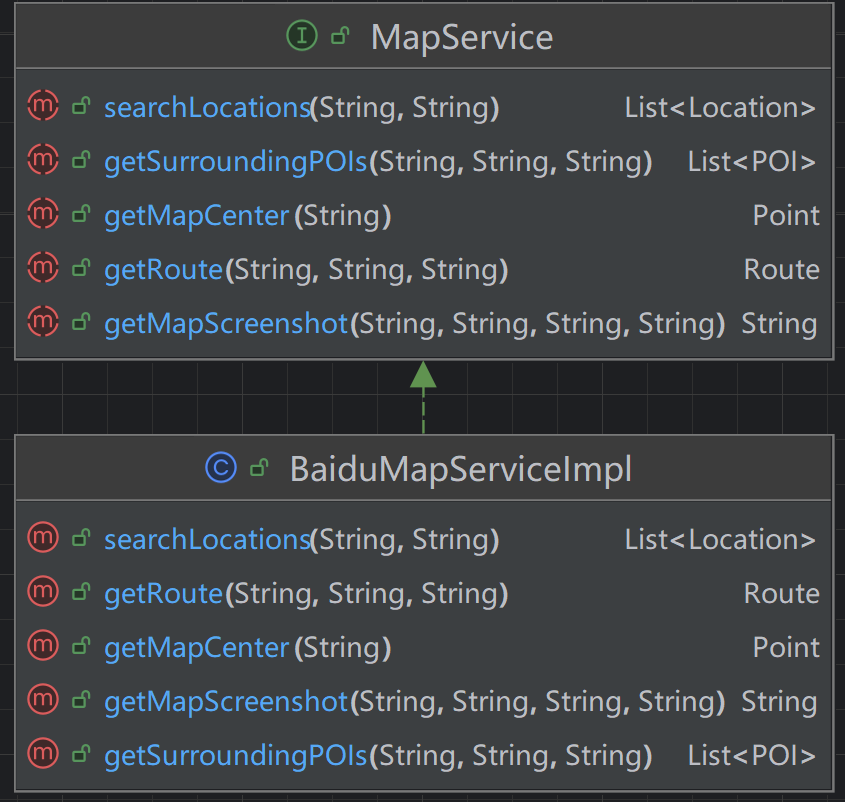 I MapService
m searchLocations(String, String) List<Location>
m getSurroundingPOIs(String, String, String) List<POI>
m getMapCenter(String) Point
m getRoute(String, String, String) Route
m getMapScreenshot(String, String, String, String) String
C BaiduMapServiceImpl
m searchLocations(String, String) List<Location>
m getRoute(String, String, String) Route
m getMapCenter(String) Point
m getMapScreenshot(String, String, String, String) String
m getSurroundingPOIs(String, String, String) List<POI>